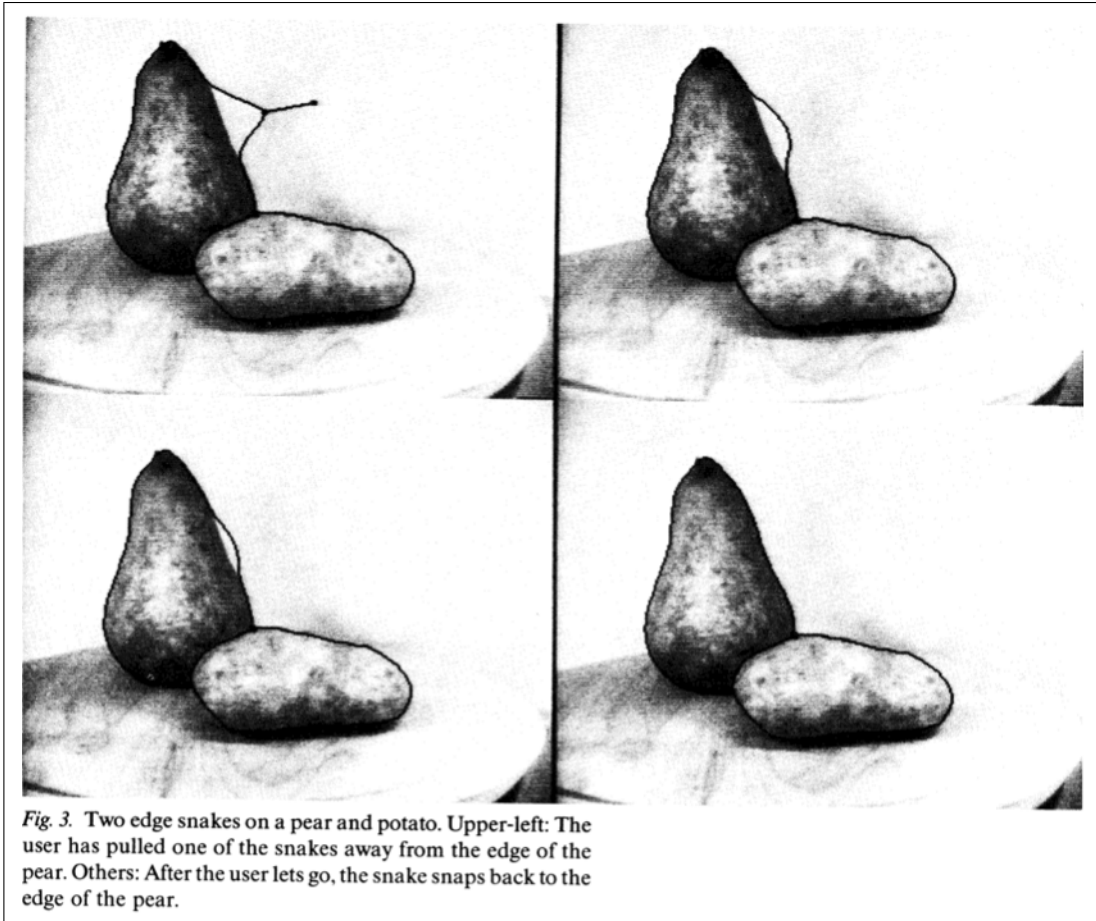 Fig. 3. Two edge snakes on a pear and potato. Upper-left: The
user has pulled one of the snakes away from the edge of the
pear. Others: After the user lets go, the snake snaps back to the
edge of the pear.